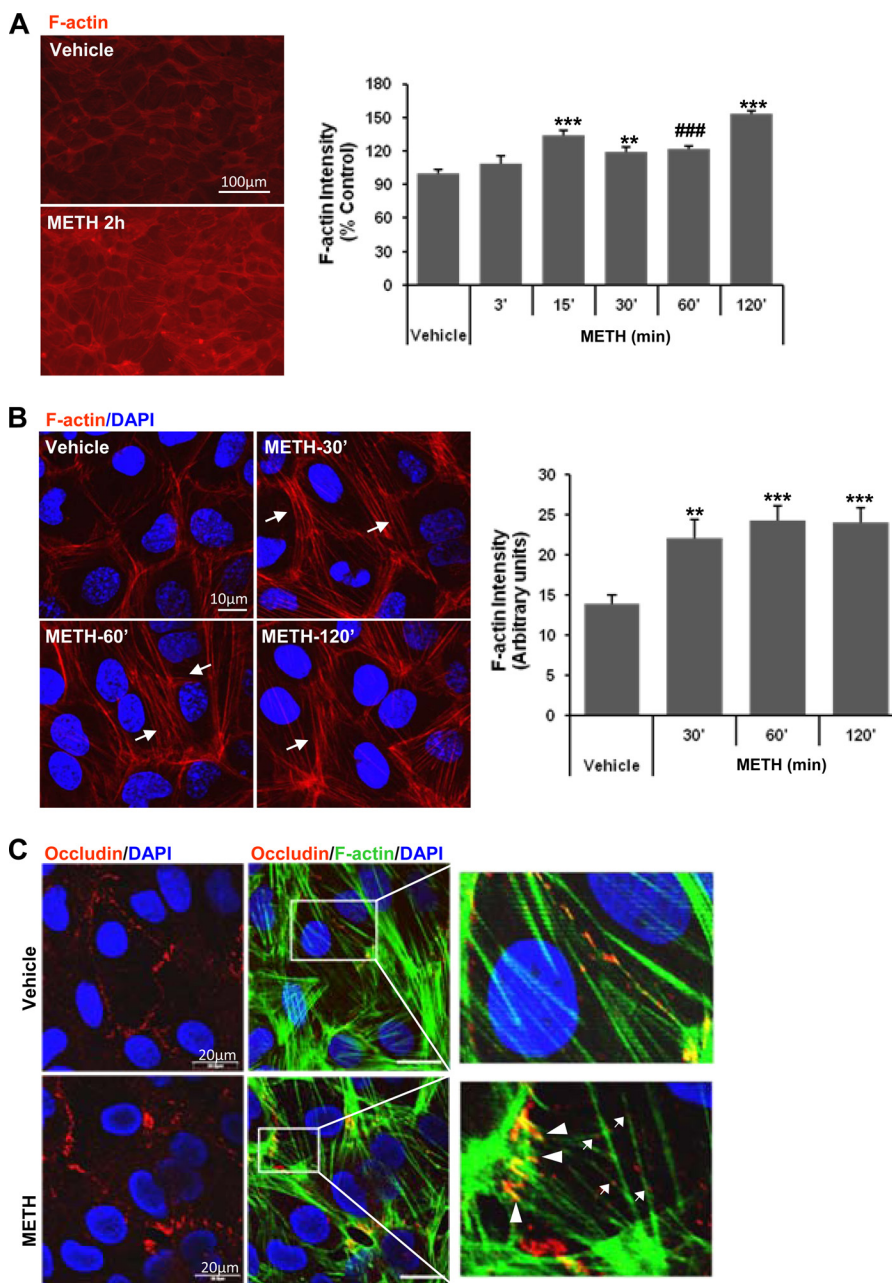 A
F-actin
Vehicle
100µm
METH 2h
F-actin Intensity
(% Control)
180
150
120
90
60
30
0
***
**
###
***
3' 15' 30' 60' 120'
Vehicle METH (min)
B
F-actin/DAPI
Vehicle
METH-30'
10µm
METH-60'
METH-120'
F-actin Intensity
(Arbitrary units)
30
25
20
15
10
5
0
**
***
***
30' 60' 120'
Vehicle METH (min)
C
Occludin/DAPI
Occludin/F-actin/DAPI
Vehicle
20µm
METH
20µm